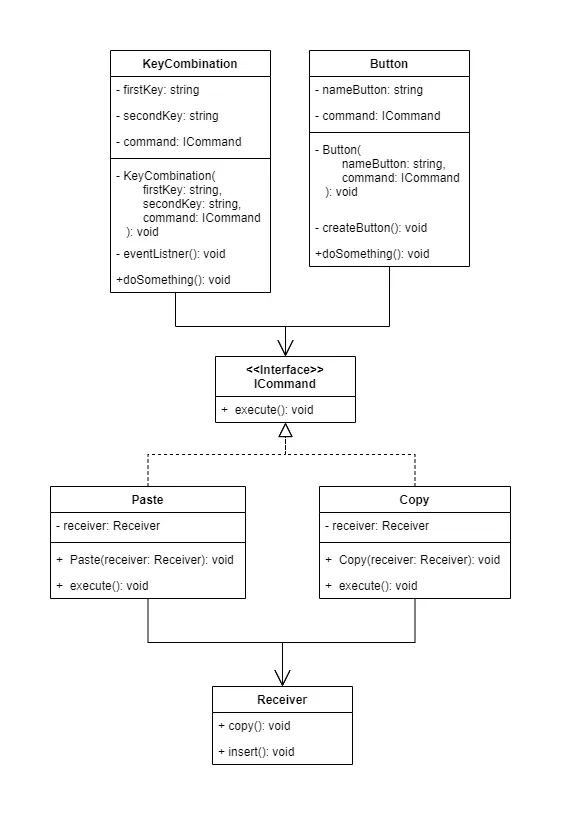 KeyCombination
- firstKey: string
- secondKey: string
- command: ICommand
- KeyCombination(
firstKey: string,
secondKey: string,
command: ICommand
): void
- eventListner(): void
+doSomething(): void
Button
- nameButton: string
- command: ICommand
- Button(
nameButton: string,
command: ICommand
): void
- createButton(): void
+doSomething(): void
<<Interface>>
ICommand
+ execute(): void
Paste
- receiver: Receiver
+ Paste(receiver: Receiver): void
+ execute(): void
Copy
- receiver: Receiver
+ Copy(receiver: Receiver): void
+ execute(): void
Receiver
+ copy(): void
+ insert(): void